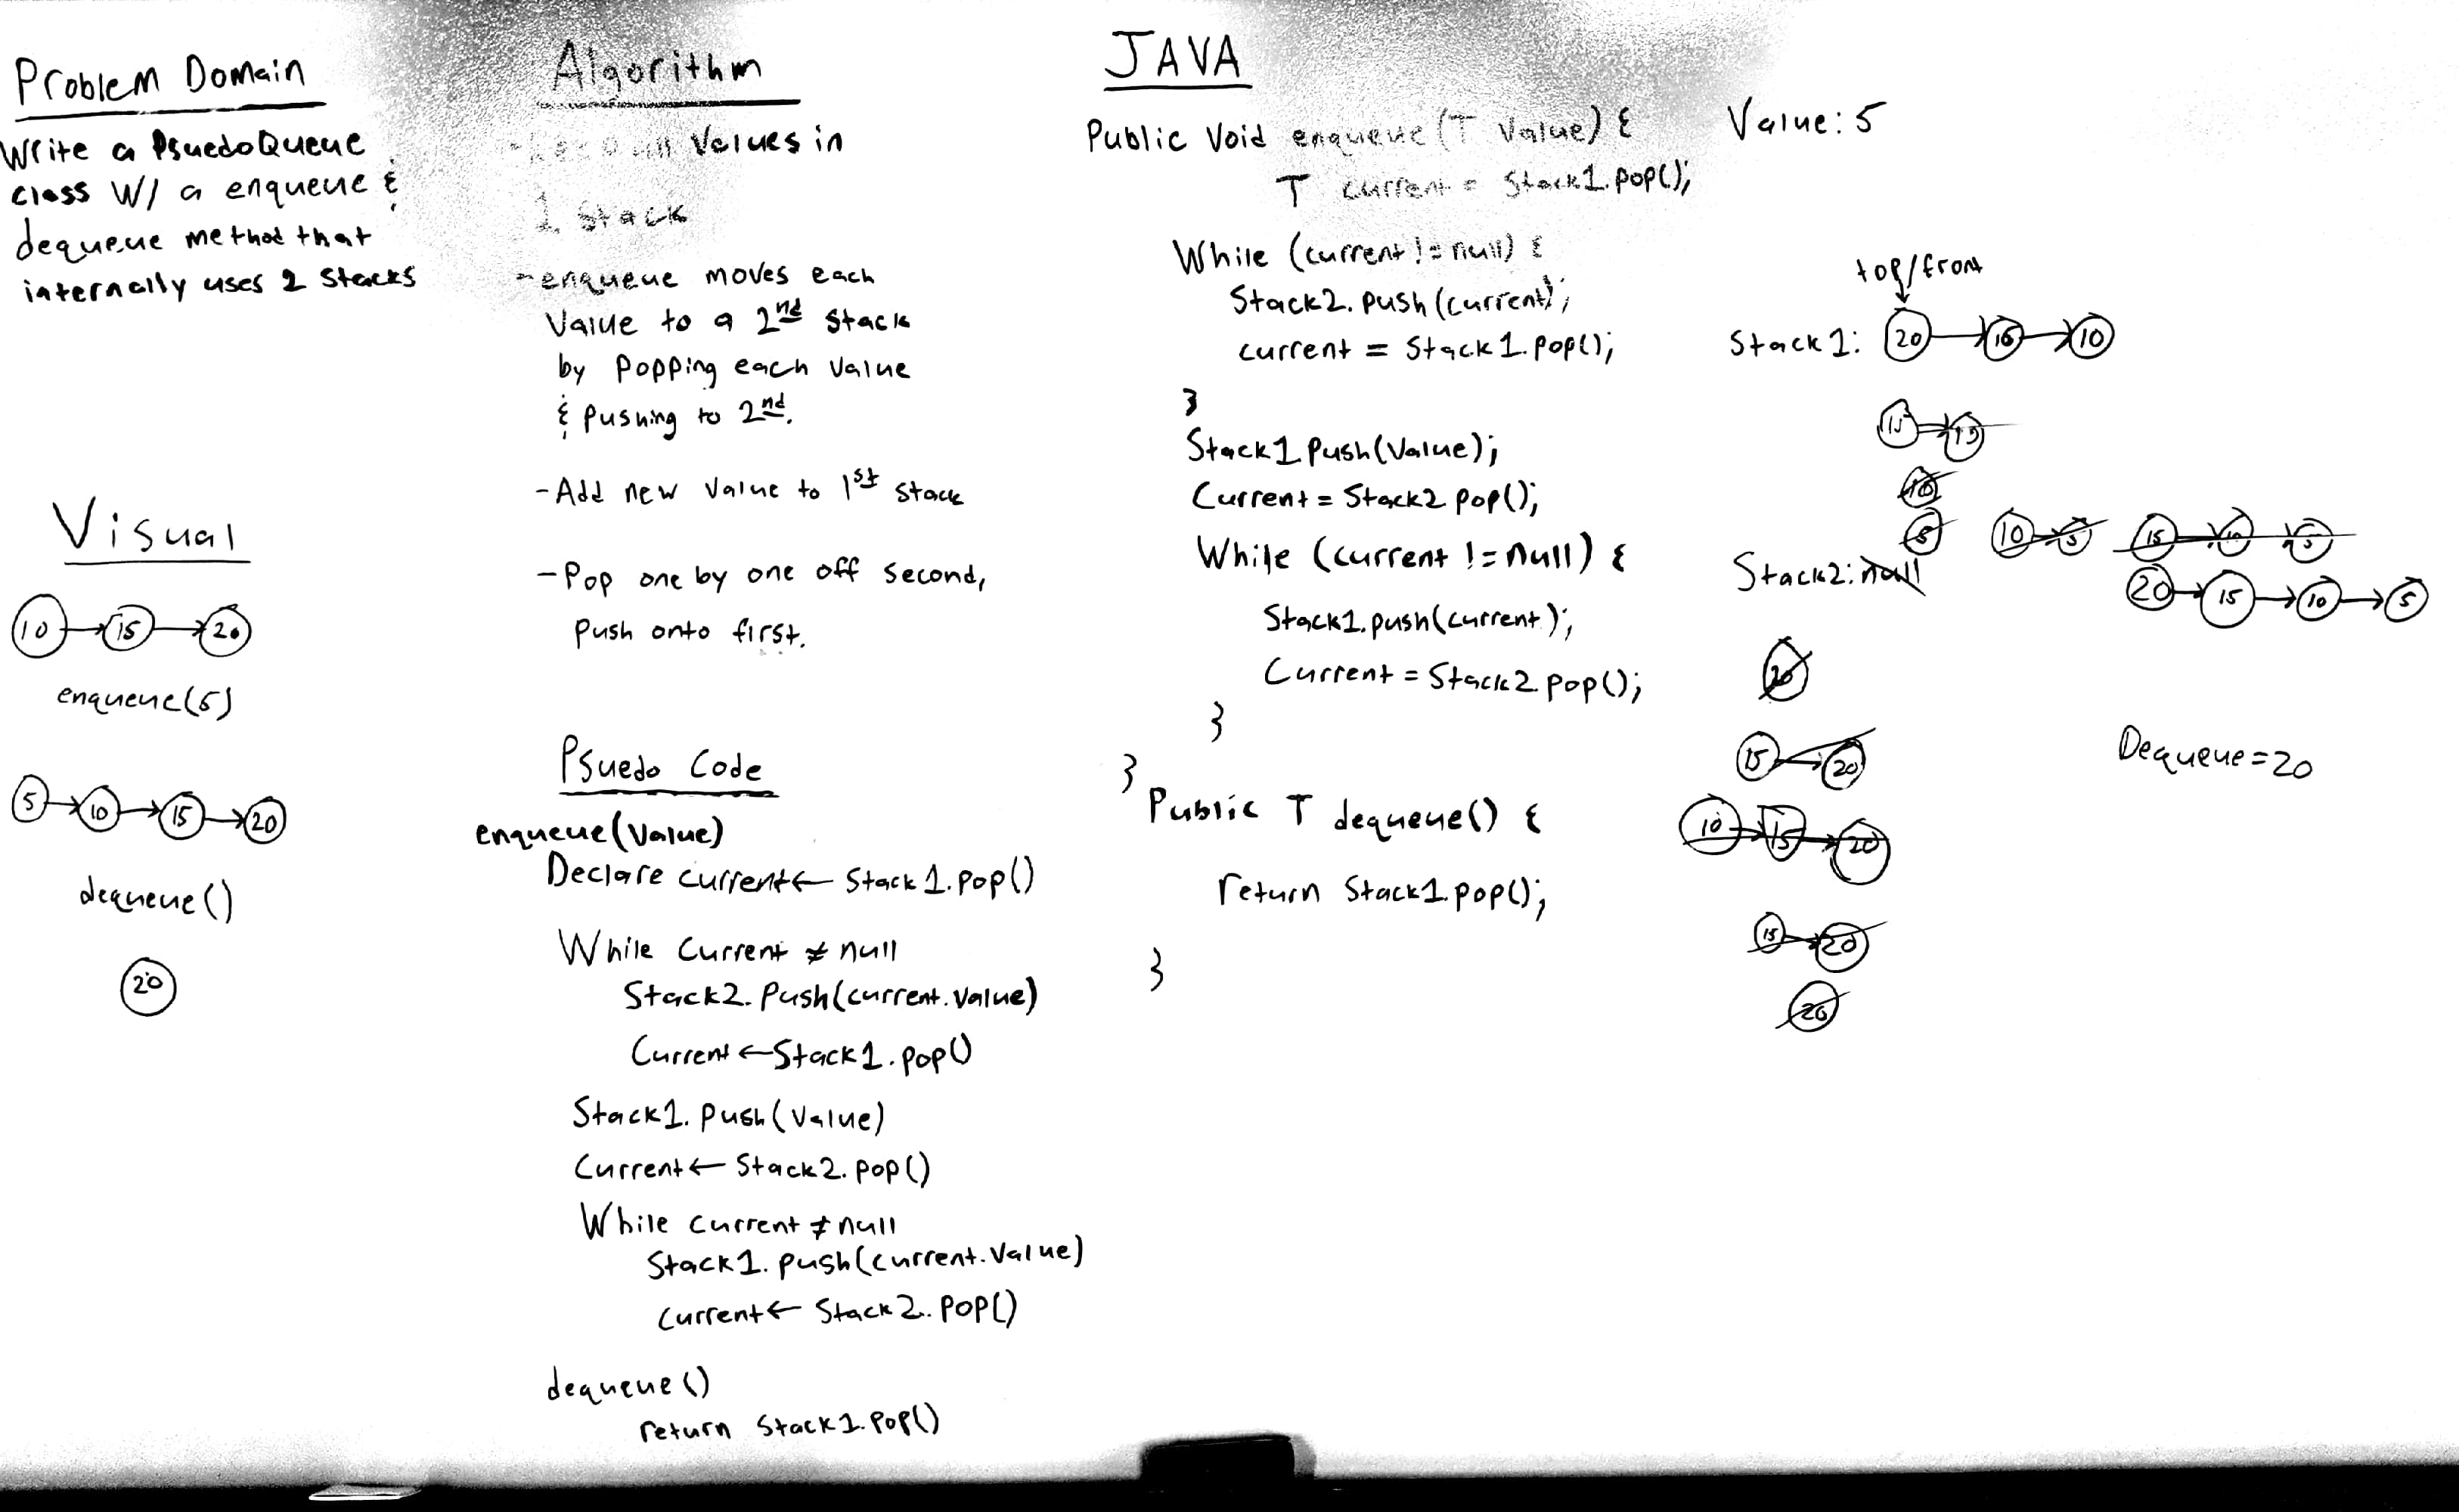 Problem Domain
Write a PsuedoQueue
class W/ a enqueue &
dequeue method that
internally uses 2 stacks
Visual
10 → 15 → 20
enqueue(5)
5 → 10 → 15 → 20
dequeue()
20
Algorithm
- Values in
1 Stack
- enqueue moves each
Value to a 2nd stack
by Popping each Value
& Pushing to 2nd.
- Add new Value to 1st stack
- Pop one by one off second,
Push onto first.
Psuedo Code
enqueue(Value)
Declare current ← Stack1.pop()
While Current ≠ null
Stack2.Push(current.Value)
Current ← Stack1.pop()
Stack1.push(Value)
Current ← Stack2.pop()
While current ≠ null
Stack1.push(current.Value)
Current ← Stack2.pop()
dequeue()
return Stack1.pop()
JAVA
Public Void enqueue(T Value) {
T current = Stack1.pop();
While (current != null) {
Stack2.push(current);
current = Stack1.pop();
}
Stack1.push(Value);
Current = Stack2.pop();
While (current != null) {
Stack1.push(current);
Current = Stack2.pop();
}
}
Public T dequeue() {
return Stack1.pop();
}
Value: 5
top/front
Stack1: 20 → 15 → 10
15 → 10
10
5
10 → 5
15 → 10 → 5
Stack2: null
20 → 15 → 10 → 5
20
15 → 20
10 → 15 → 20
15 → 20
20
Dequeue = 20